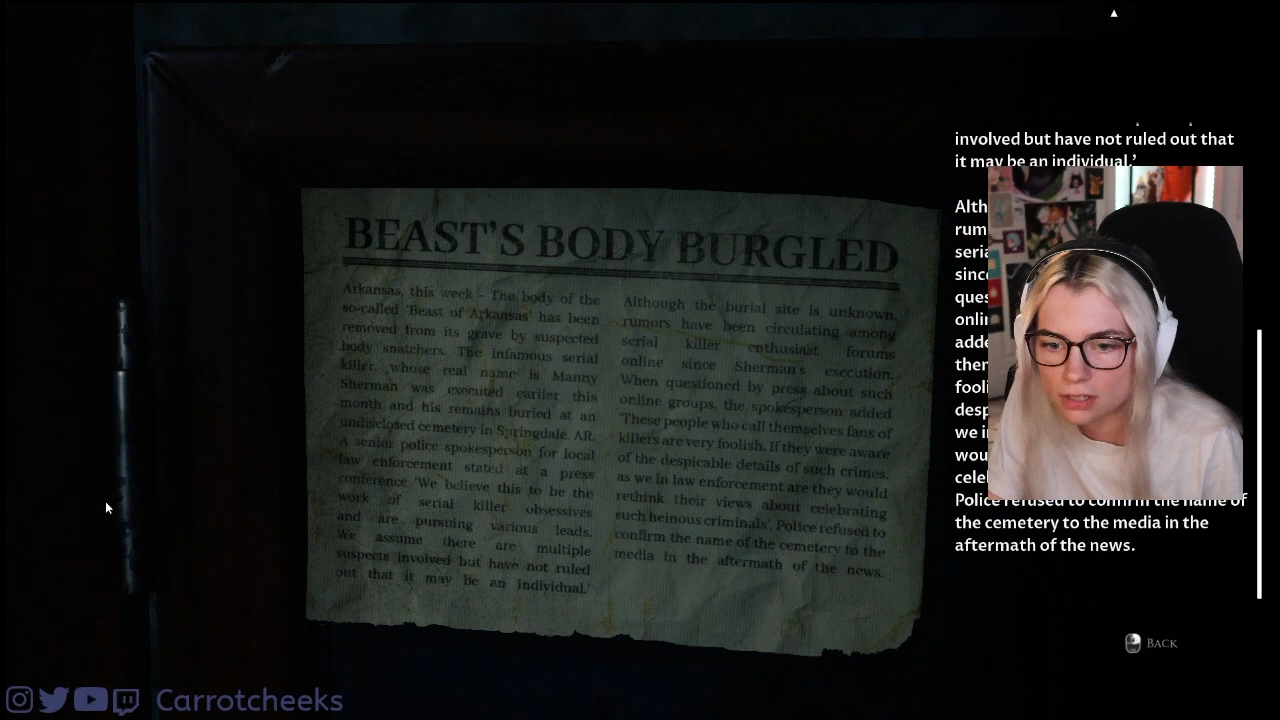 BEAST'S BODY BURGLED
Arkansas, this week - The body of the
so-called 'Beast of Arkansas' has been
removed from its grave by suspected
body snatchers. The infamous serial
killer, whose real name is Manny
Sherman was executed earlier this
month and his remains buried at an
undisclosed cemetery in Springdale, AR.
A senior police spokesperson for local
law enforcement stated at a press
conference 'We believe this to be the
work of serial killer obsessives
and are pursuing various leads.
We assume there are multiple
suspects involved but have not ruled
out that it may be an individual.'
Although the burial site is unknown,
rumors have been circulating among
serial killer enthusiast forums
online since Sherman's execution.
When questioned by press about such
online groups, the spokesperson added
'These people who call themselves fans of
killers are very foolish. If they were aware
of the despicable details of such crimes,
as we in law enforcement are they would
rethink their views about celebrating
such heinous criminals'. Police refused to
confirm the name of the cemetery to the
media in the aftermath of the news.
involved but have not ruled out that
it may be an individual.'
Police refused to confirm the name of
the cemetery to the media in the
aftermath of the news.
BACK
Carrotcheeks